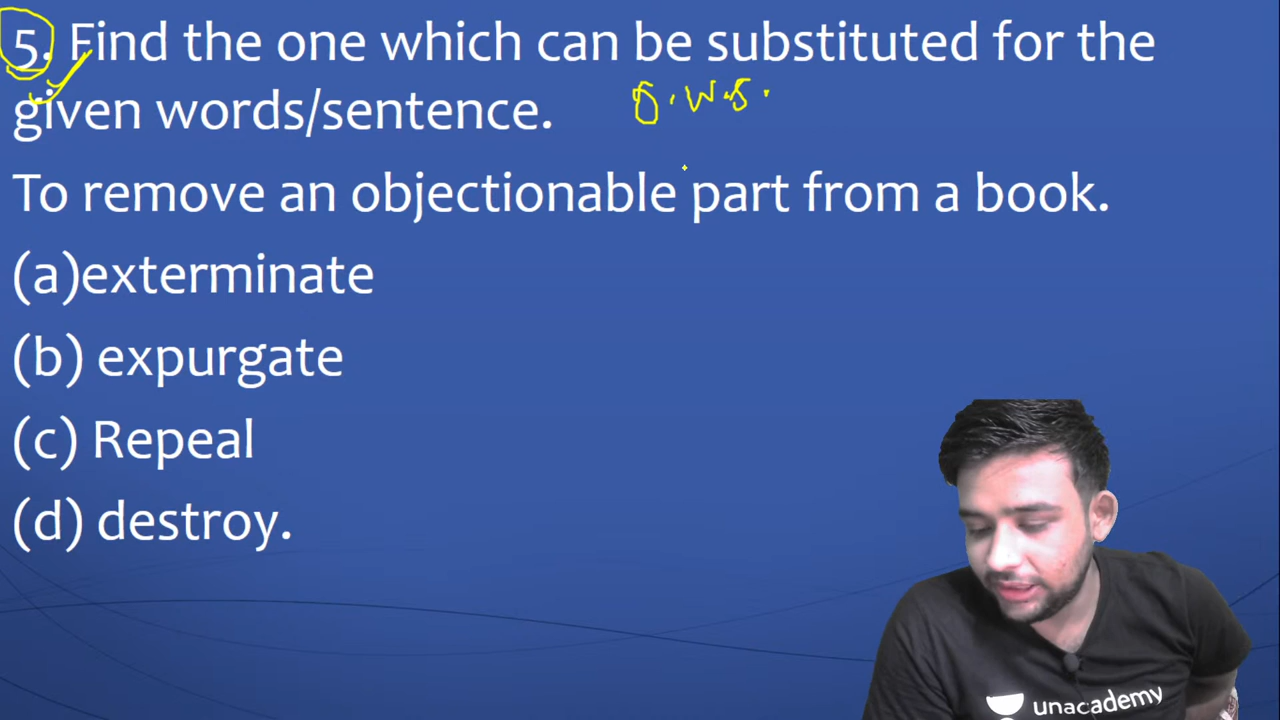 5. Find the one which can be substituted for the
given words/sentence. O.W.S.
To remove an objectionable part from a book.
(a)exterminate
(b) expurgate
(c) Repeal
(d) destroy.
unacademy